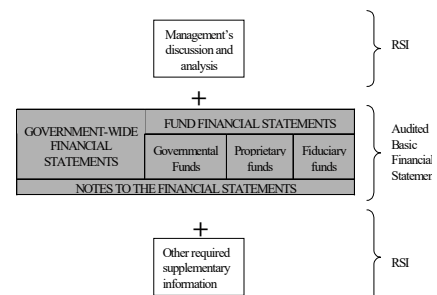 Management's
discussion and
analysis
RSI
+
GOVERNMENT-WIDE
FINANCIAL
STATEMENTS
FUND FINANCIAL STATEMENTS
Governmental
Funds
Proprietary
funds
Fiduciary
funds
NOTES TO THE FINANCIAL STATEMENTS
Audited
Basic
Financial
Statemen
+
Other required
supplementary
information
RSI